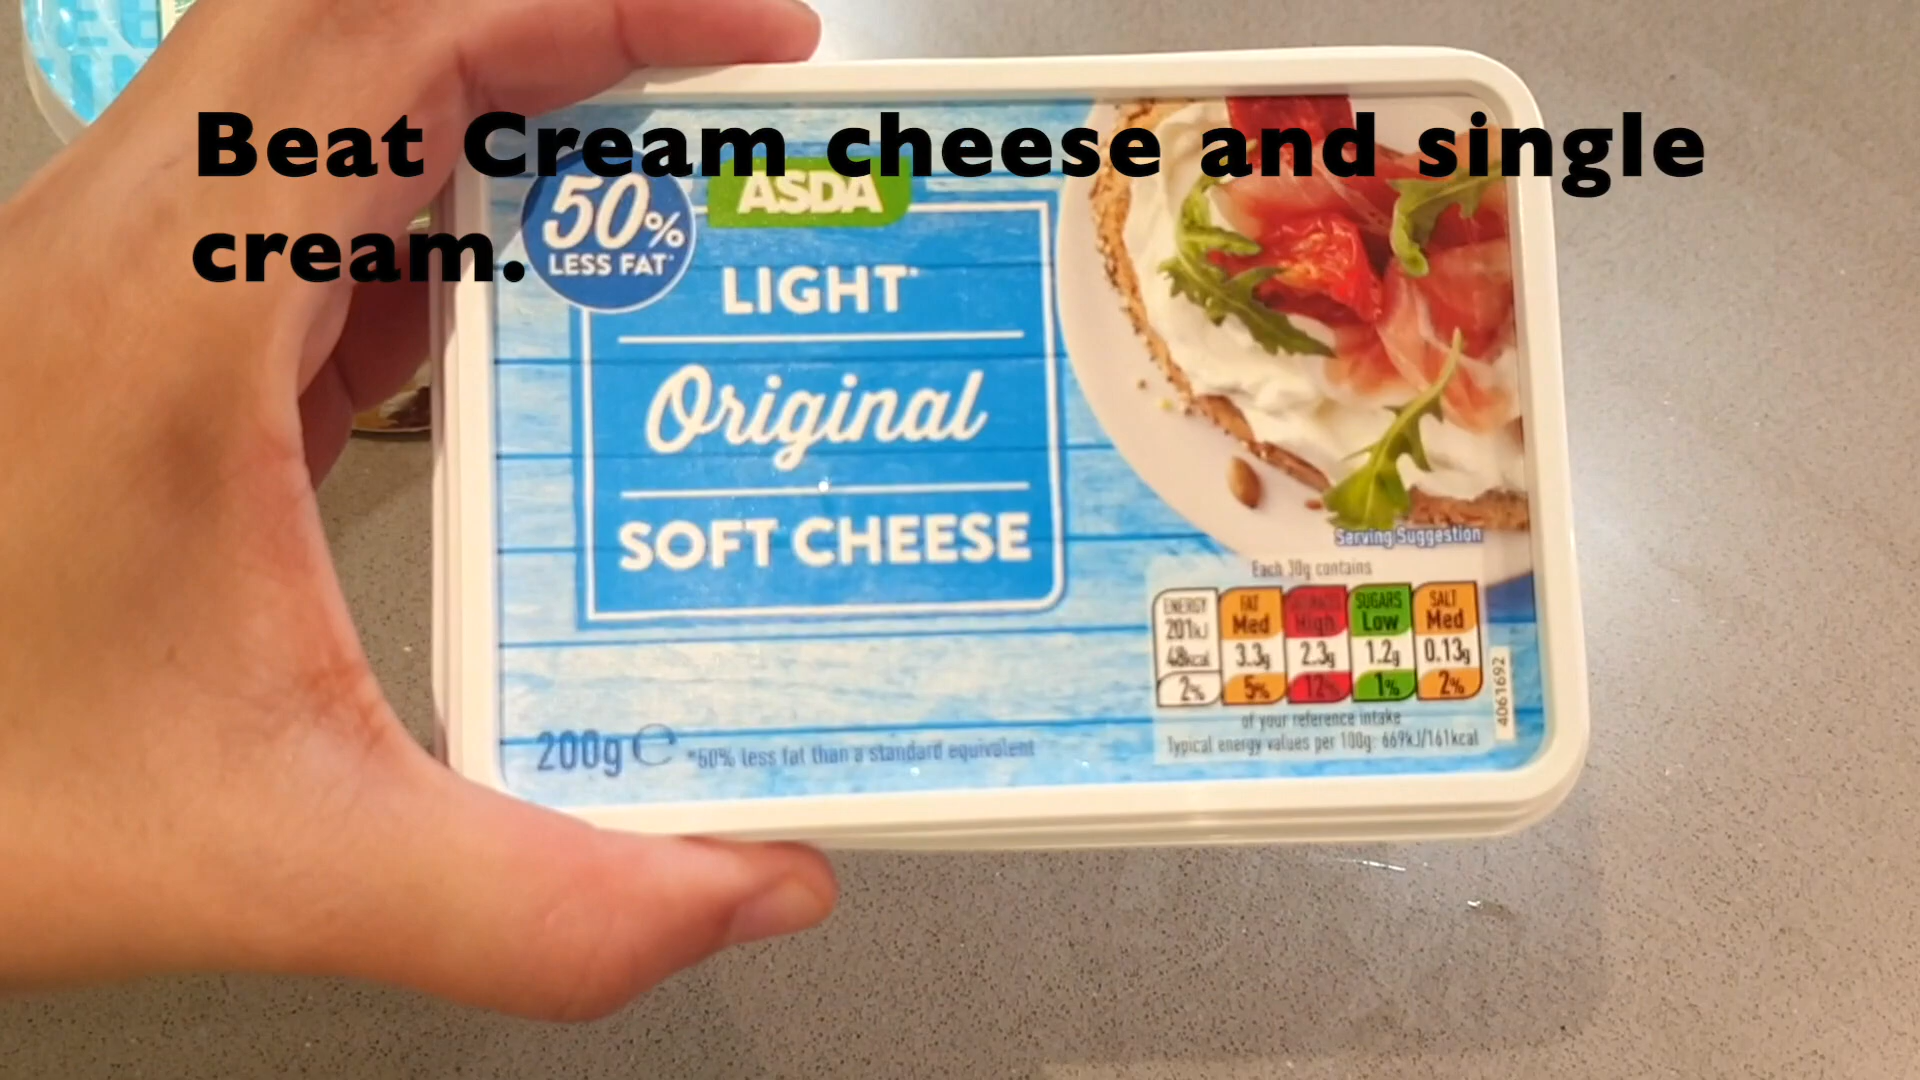 Beat Cream cheese and single
cream.
50%
LESS FAT*
ASDA
LIGHT*
Original
SOFT CHEESE
Serving Suggestion
Each 30g contains
ENERGY FAT SUGARS SALT
201kJ Med High Low Med
48kcal 3.3g 2.3g 1.2g 0.13g
2% 5% 12% 1% 2%
of your reference intake
Typical energy values per 100g: 669kJ/161kcal
4061692
200g e *50% less fat than a standard equivalent